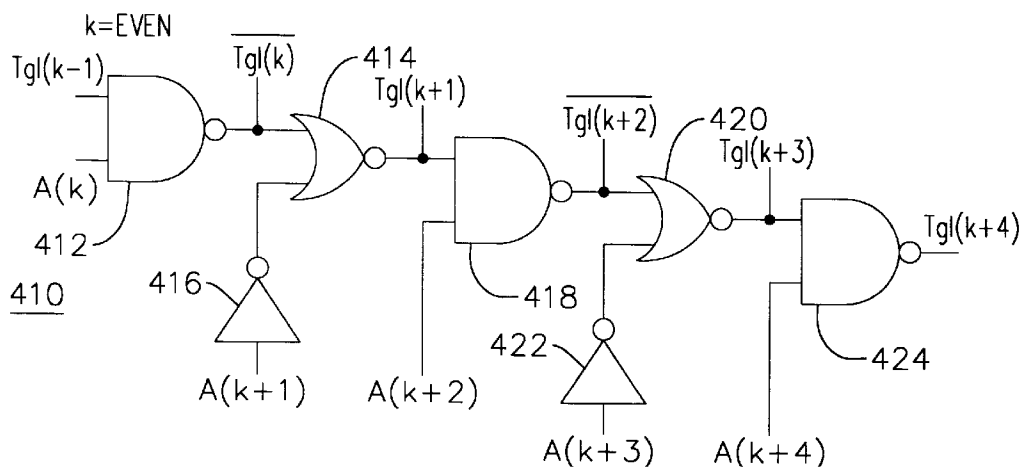 k=EVEN
Tgl(k-1)
A(k)
412
410
Tgl(k)
414
416
A(k+1)
Tgl(k+1)
A(k+2)
418
Tgl(k+2)
420
422
A(k+3)
Tgl(k+3)
Tgl(k+4)
424
A(k+4)